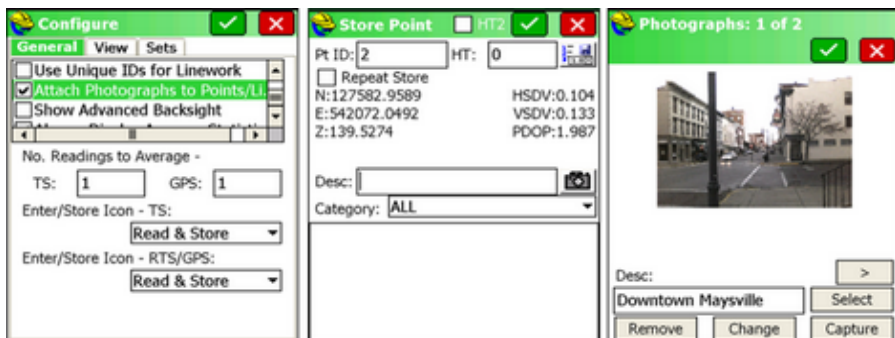 Configure
General View Sets
Use Unique IDs for Linework
Attach Photographs to Points/Li
Show Advanced Backsight
No. Readings to Average -
TS: 1 GPS: 1
Enter/Store Icon - TS:
Read & Store
Enter/Store Icon - RTS/GPS:
Read & Store
Store Point HT2
Pt ID: 2 HT: 0
Repeat Store
N:127582.9589 HSDV:0.104
E:542072.0492 VSDV:0.133
Z:139.5274 PDOP:1.987
Desc:
Category: ALL
Photographs: 1 of 2
Desc: >
Downtown Maysville Select
Remove Change Capture